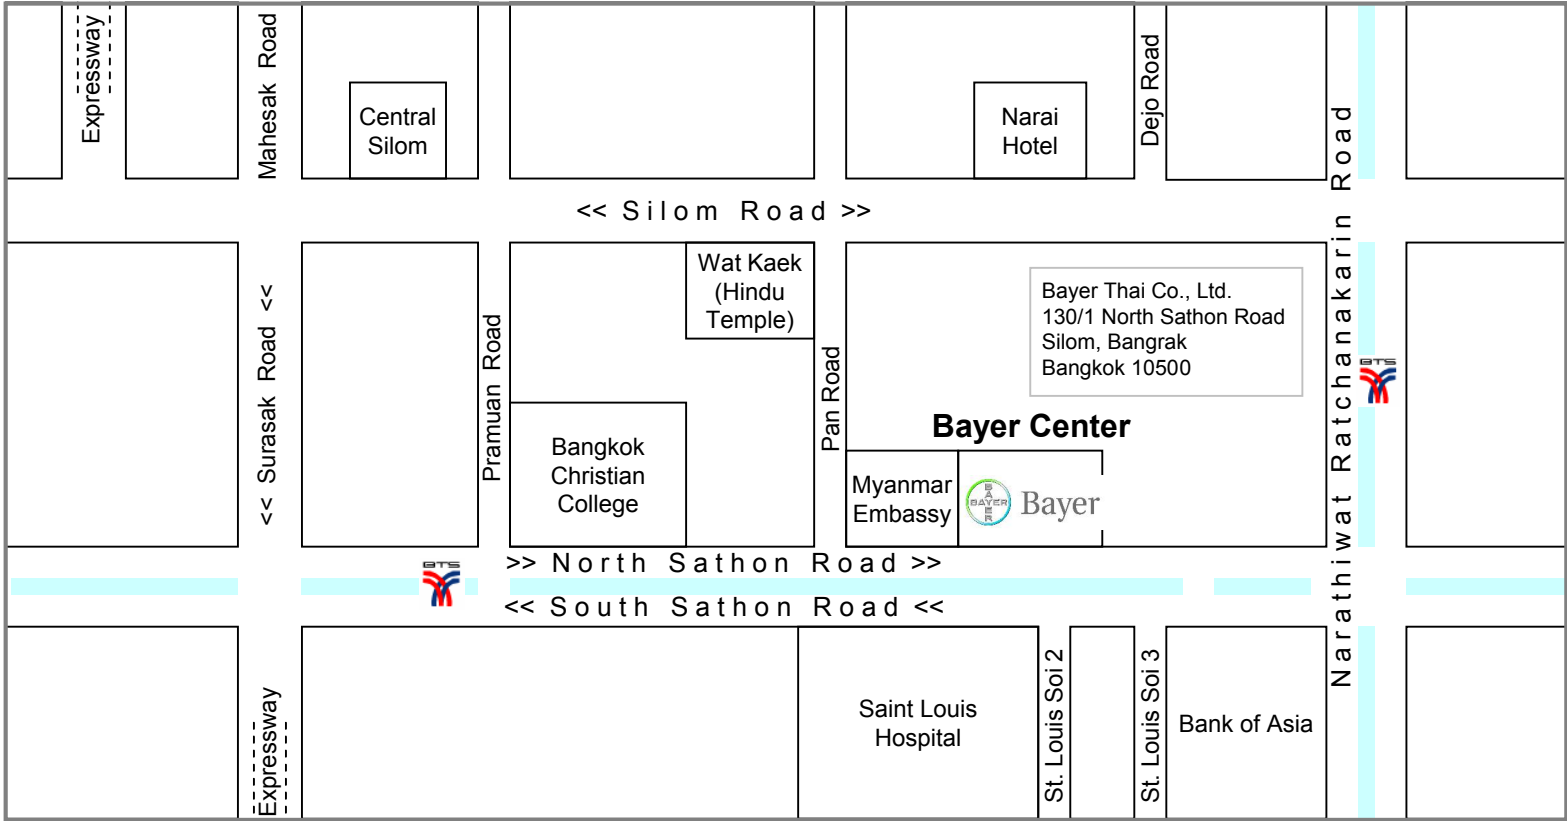 Expressway
Mahesak Road
Central
Silom
Narai
Hotel
Dejo Road
Narathiwat Ratchanakarin Road
<< Silom Road >>
<< Surasak Road <<
Pramuan Road
Wat Kaek
(Hindu
Temple)
Pan Road
Bayer Thai Co., Ltd.
130/1 North Sathon Road
Silom, Bangrak
Bangkok 10500
BTS
Bayer Center
Bangkok
Christian
College
Myanmar
Embassy
BAYER
BAYER
Bayer
>> North Sathon Road >>
BTS
<< South Sathon Road <<
Expressway
Saint Louis
Hospital
St. Louis Soi 2
St. Louis Soi 3
Bank of Asia